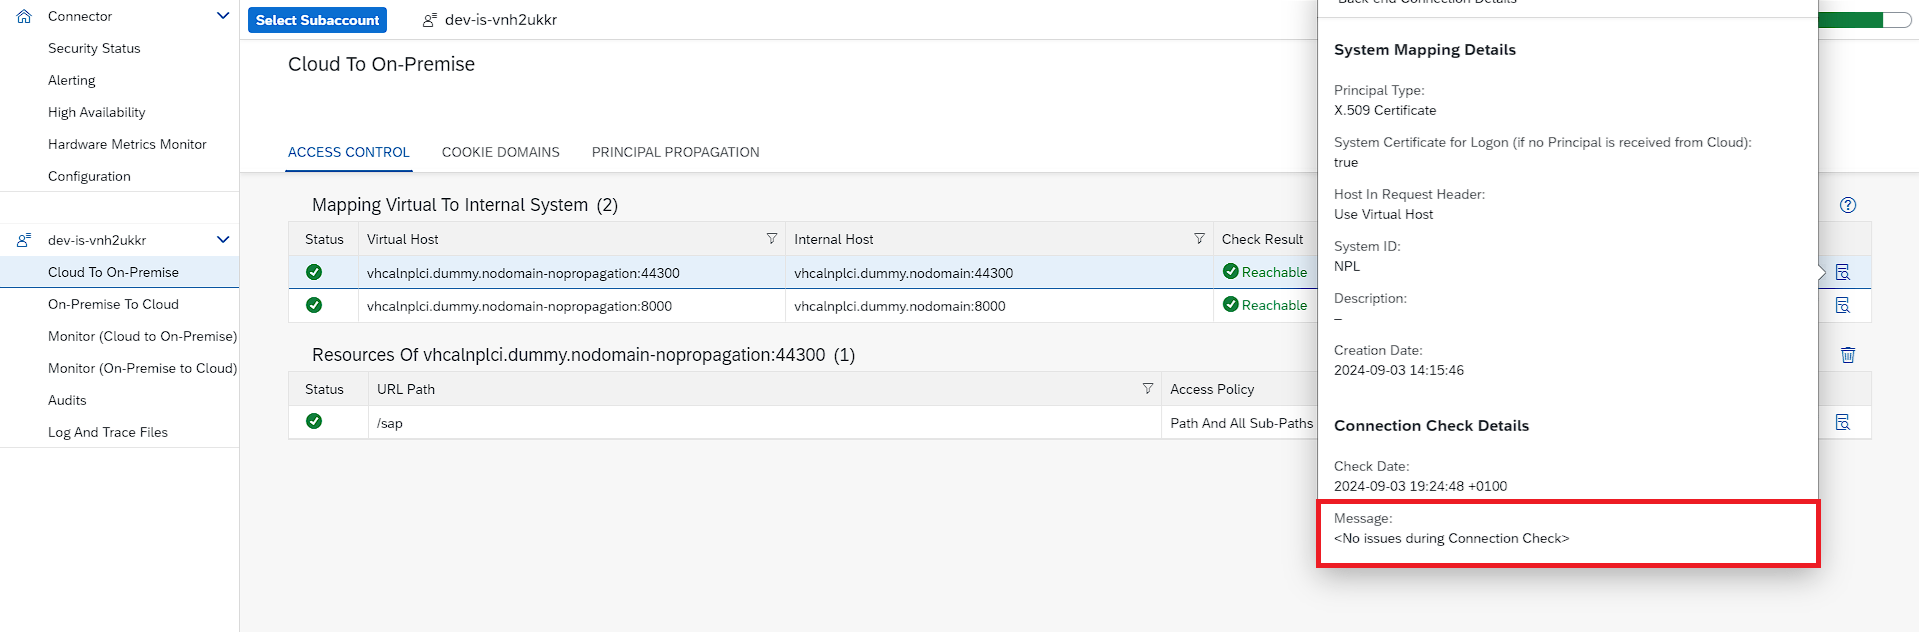 Connector
Security Status
Alerting
High Availability
Hardware Metrics Monitor
Configuration
dev-is-vnh2ukkr
Cloud To On-Premise
On-Premise To Cloud
Monitor (Cloud to On-Premise)
Monitor (On-Premise to Cloud)
Audits
Log And Trace Files
Select Subaccount dev-is-vnh2ukkr
Cloud To On-Premise
ACCESS CONTROL COOKIE DOMAINS PRINCIPAL PROPAGATION
Mapping Virtual To Internal System (2)
Status Virtual Host Internal Host Check Result
vhcalnplci.dummy.nodomain-nopropagation:44300 vhcalnplci.dummy.nodomain:44300 Reachable
vhcalnplci.dummy.nodomain-nopropagation:8000 vhcalnplci.dummy.nodomain:8000 Reachable
Resources Of vhcalnplci.dummy.nodomain-nopropagation:44300 (1)
Status URL Path Access Policy
/sap Path And All Sub-Paths
Back-end Connection Details
System Mapping Details
Principal Type:
X.509 Certificate
System Certificate for Logon (if no Principal is received from Cloud):
true
Host In Request Header:
Use Virtual Host
System ID:
NPL
Description:
–
Creation Date:
2024-09-03 14:15:46
Connection Check Details
Check Date:
2024-09-03 19:24:48 +0100
Message:
<No issues during Connection Check>